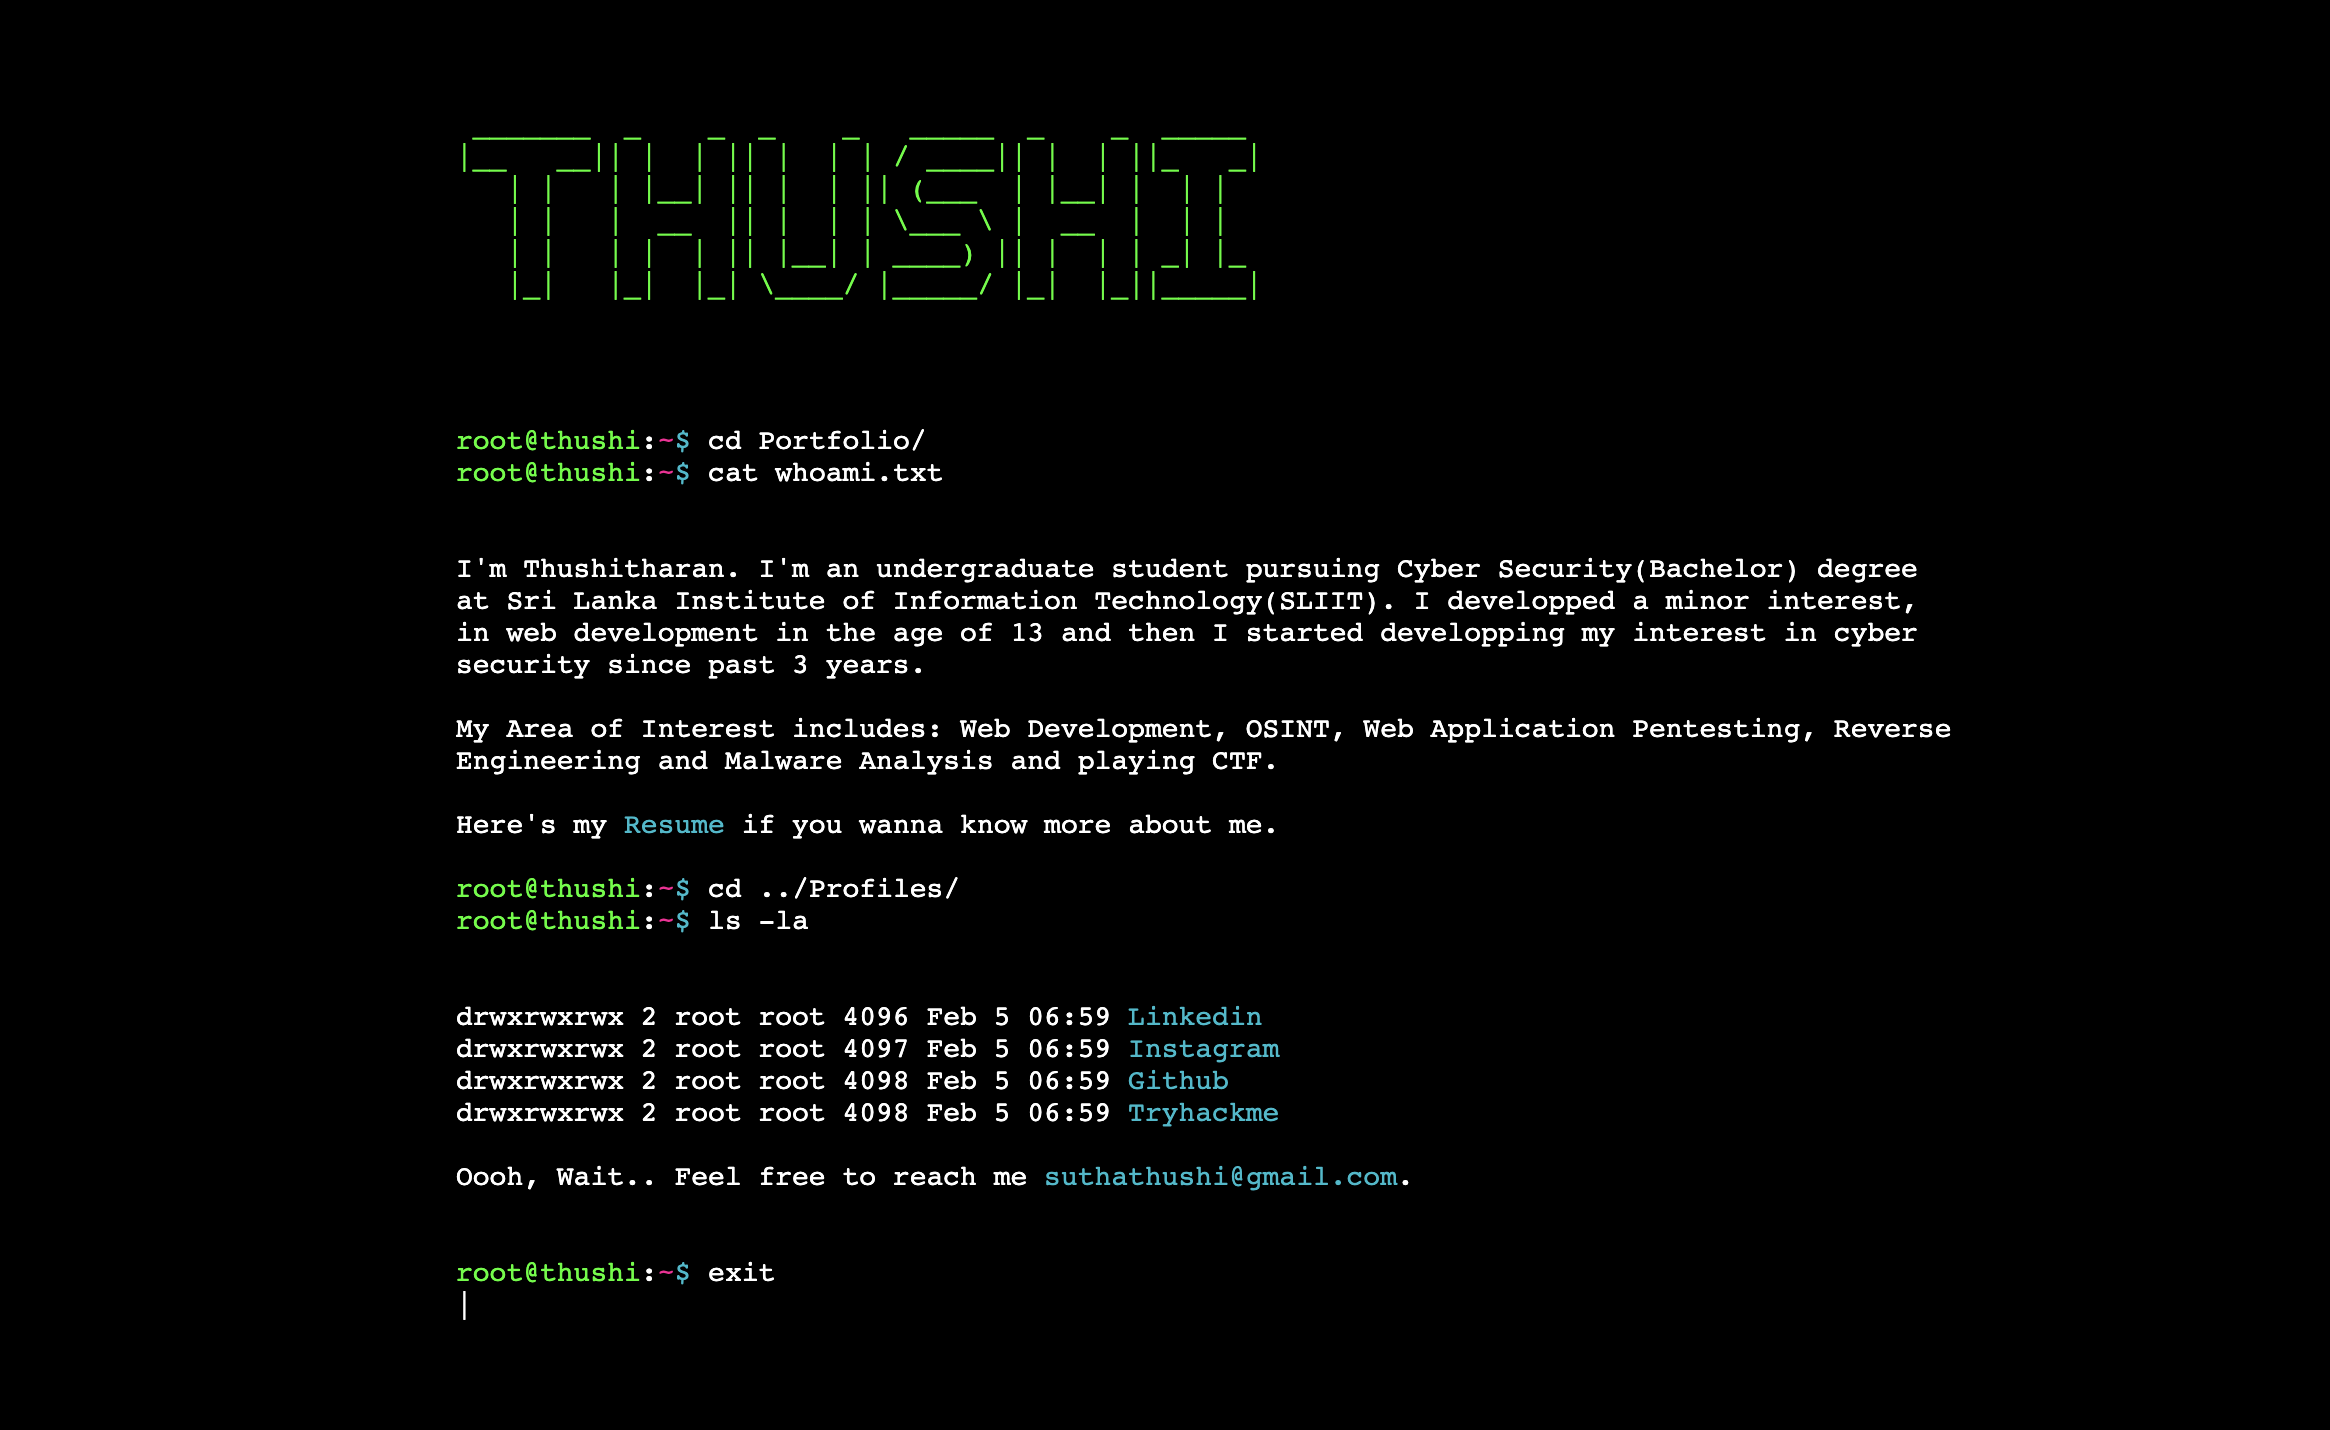 THUSHI
root@thushi:~$ cd Portfolio/
root@thushi:~$ cat whoami.txt
I'm Thushitharan. I'm an undergraduate student pursuing Cyber Security(Bachelor) degree
at Sri Lanka Institute of Information Technology(SLIIT). I developped a minor interest,
in web development in the age of 13 and then I started developping my interest in cyber
security since past 3 years.
My Area of Interest includes: Web Development, OSINT, Web Application Pentesting, Reverse
Engineering and Malware Analysis and playing CTF.
Here's my Resume if you wanna know more about me.
root@thushi:~$ cd ../Profiles/
root@thushi:~$ ls -la
drwxrwxrwx 2 root root 4096 Feb 5 06:59 Linkedin
drwxrwxrwx 2 root root 4097 Feb 5 06:59 Instagram
drwxrwxrwx 2 root root 4098 Feb 5 06:59 Github
drwxrwxrwx 2 root root 4098 Feb 5 06:59 Tryhackme
Oooh, Wait.. Feel free to reach me suthathushi@gmail.com.
root@thushi:~$ exit